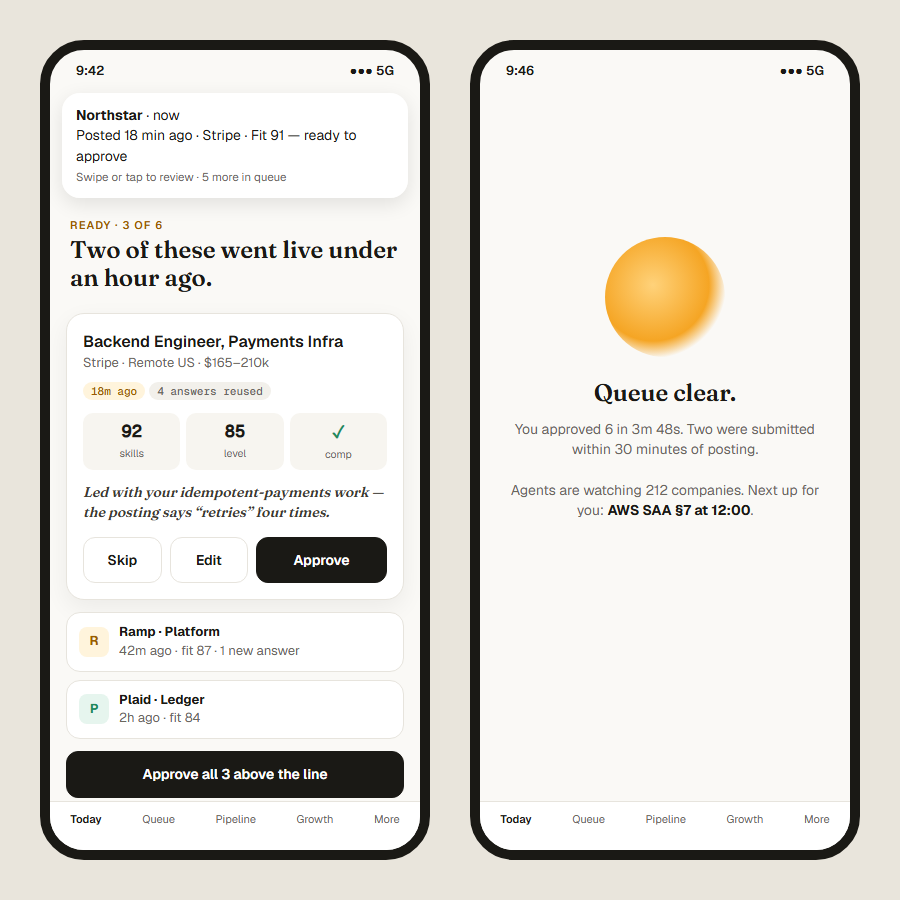 9:42
●●● 5G
Northstar · now
Posted 18 min ago · Stripe · Fit 91 — ready to
approve
Swipe or tap to review · 5 more in queue
READY · 3 OF 6
Two of these went live under
an hour ago.
Backend Engineer, Payments Infra
Stripe · Remote US · $165–210k
18m ago
4 answers reused
92
85
✓
skills
level
comp
Led with your idempotent-payments work —
the posting says “retries” four times.
Skip
Edit
Approve
R
Ramp · Platform
42m ago · fit 87 · 1 new answer
P
Plaid · Ledger
2h ago · fit 84
Approve all 3 above the line
Today
Queue
Pipeline
Growth
More
9:46
●●● 5G
Queue clear.
You approved 6 in 3m 48s. Two were submitted
within 30 minutes of posting.
Agents are watching 212 companies. Next up for
you: AWS SAA §7 at 12:00.
Today
Queue
Pipeline
Growth
More